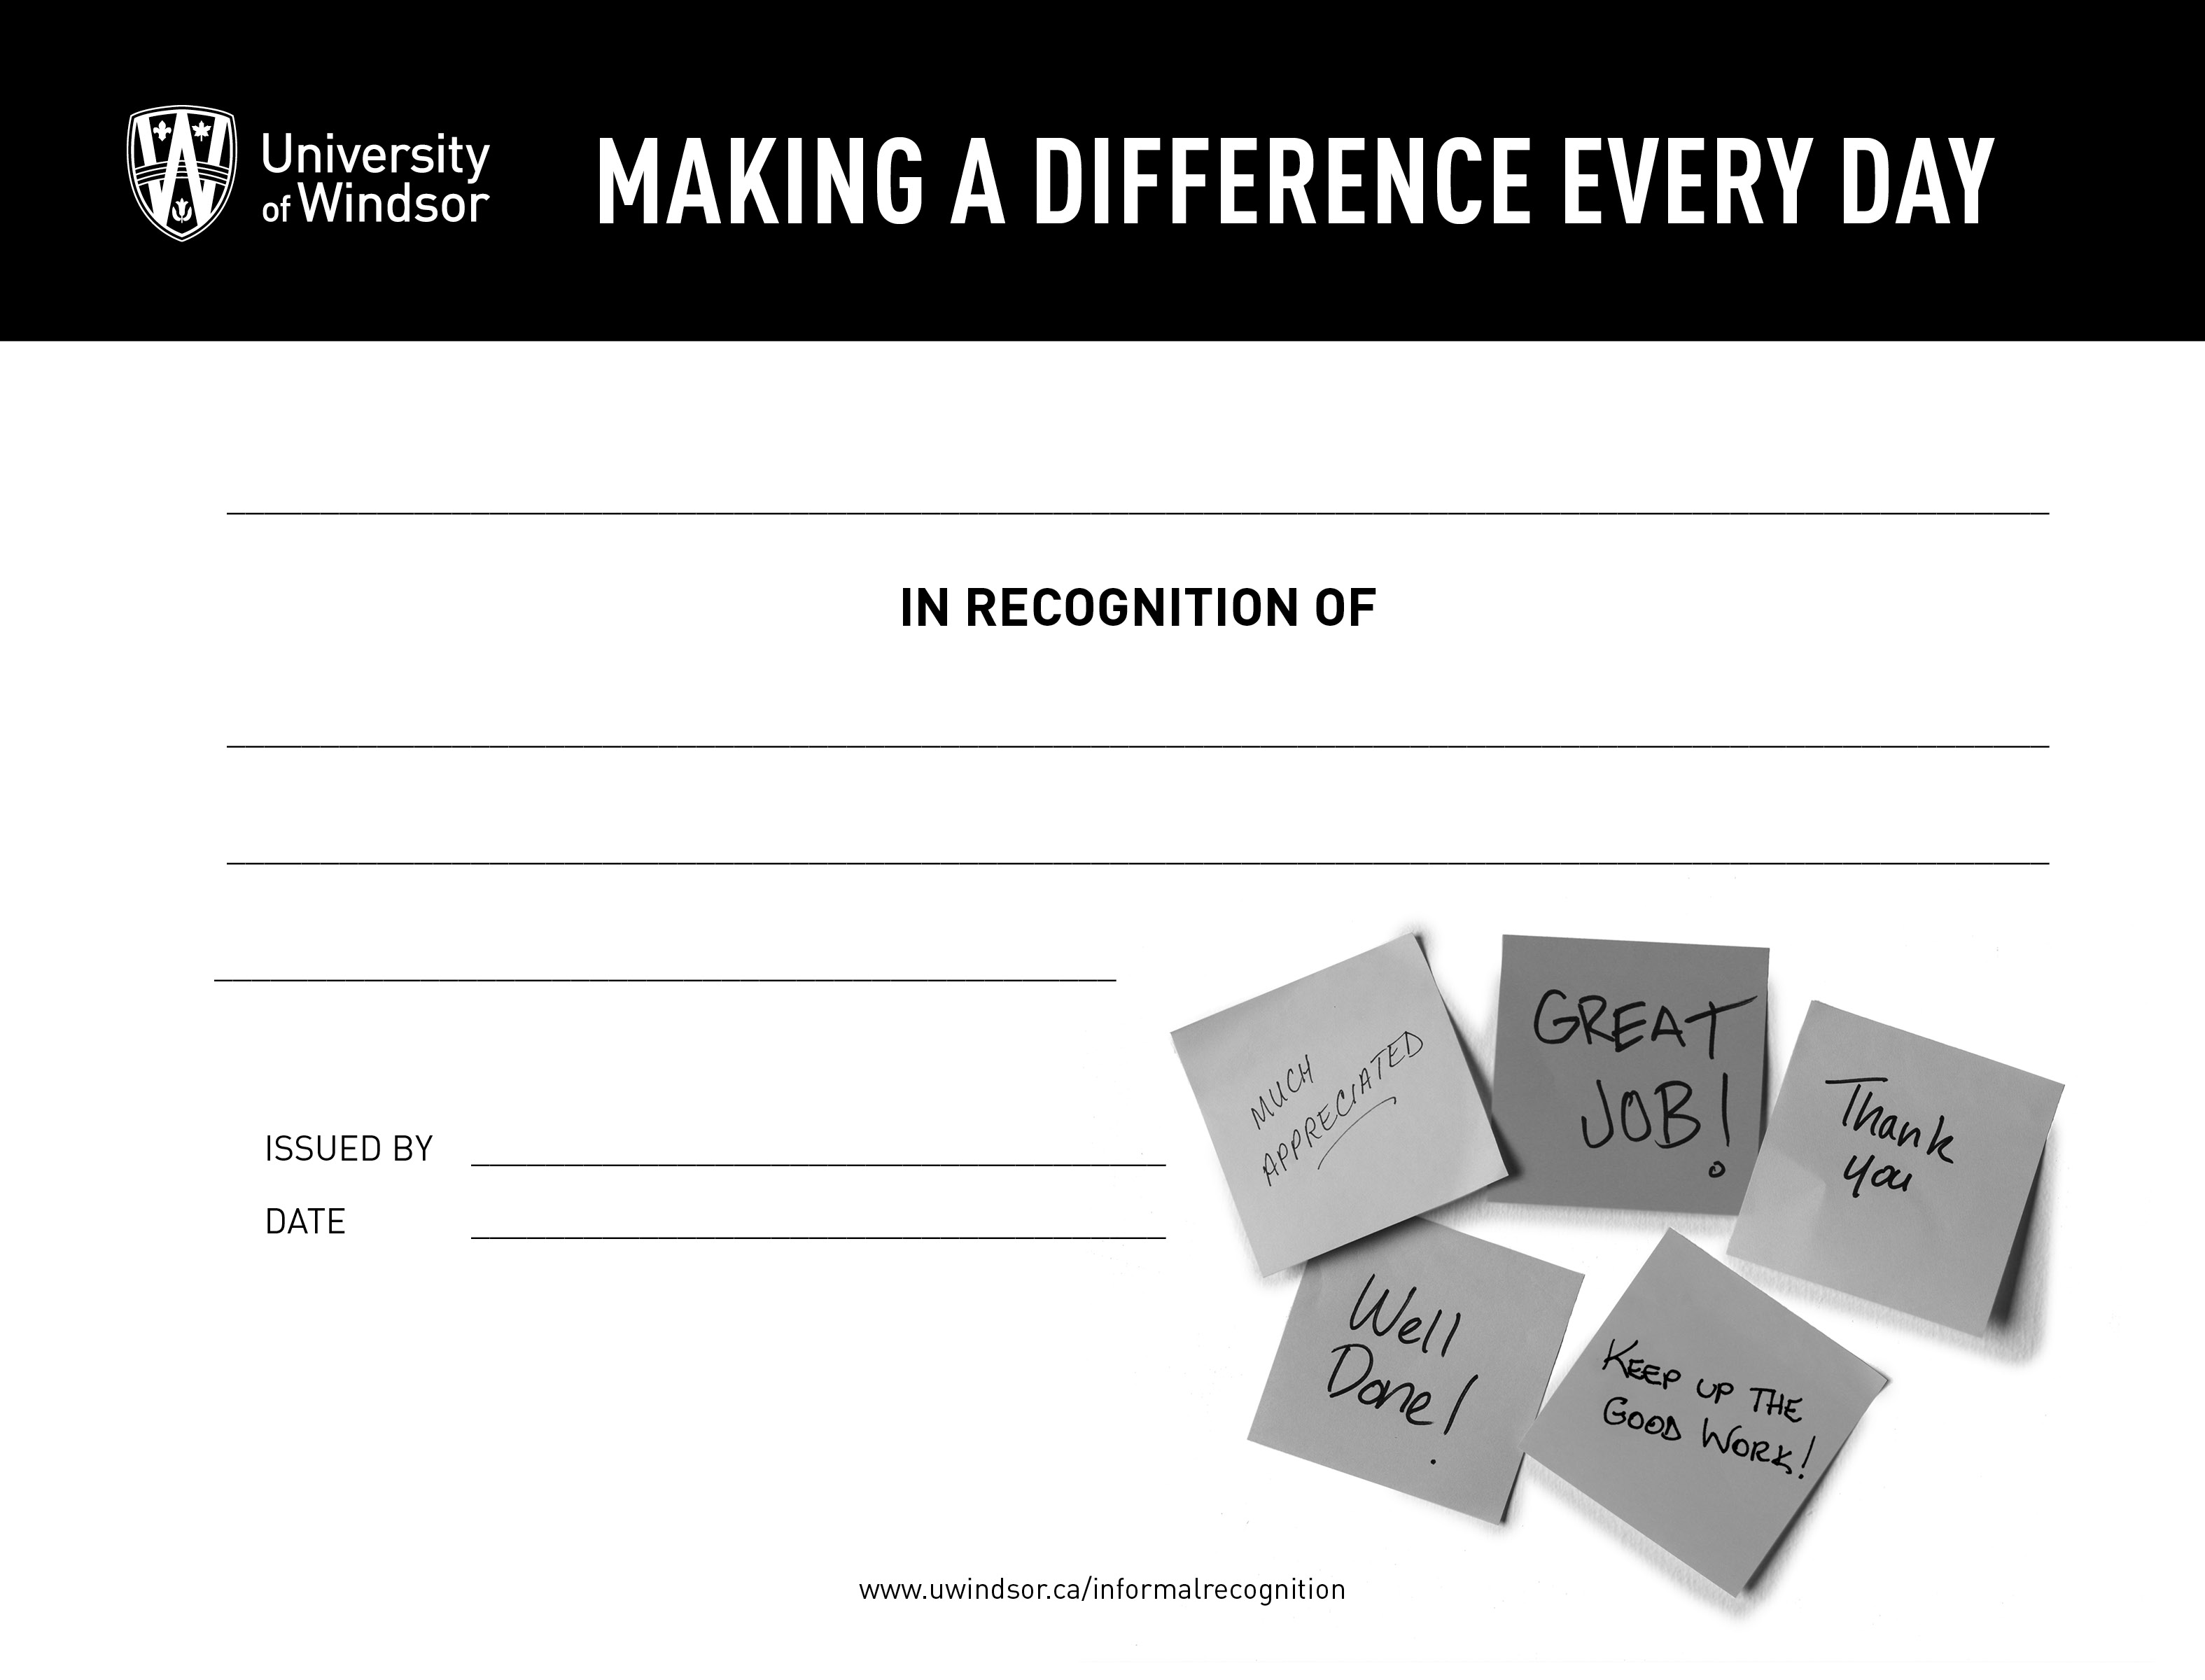 University
of Windsor
MAKING A DIFFERENCE EVERY DAY
IN RECOGNITION OF
MUCH
APPRECIATED
GREAT
JOB!
Thank
you
ISSUED BY
DATE
Well
Done!
KEEP UP THE
GOOD WORK!
www.uwindsor.ca/informalrecognition